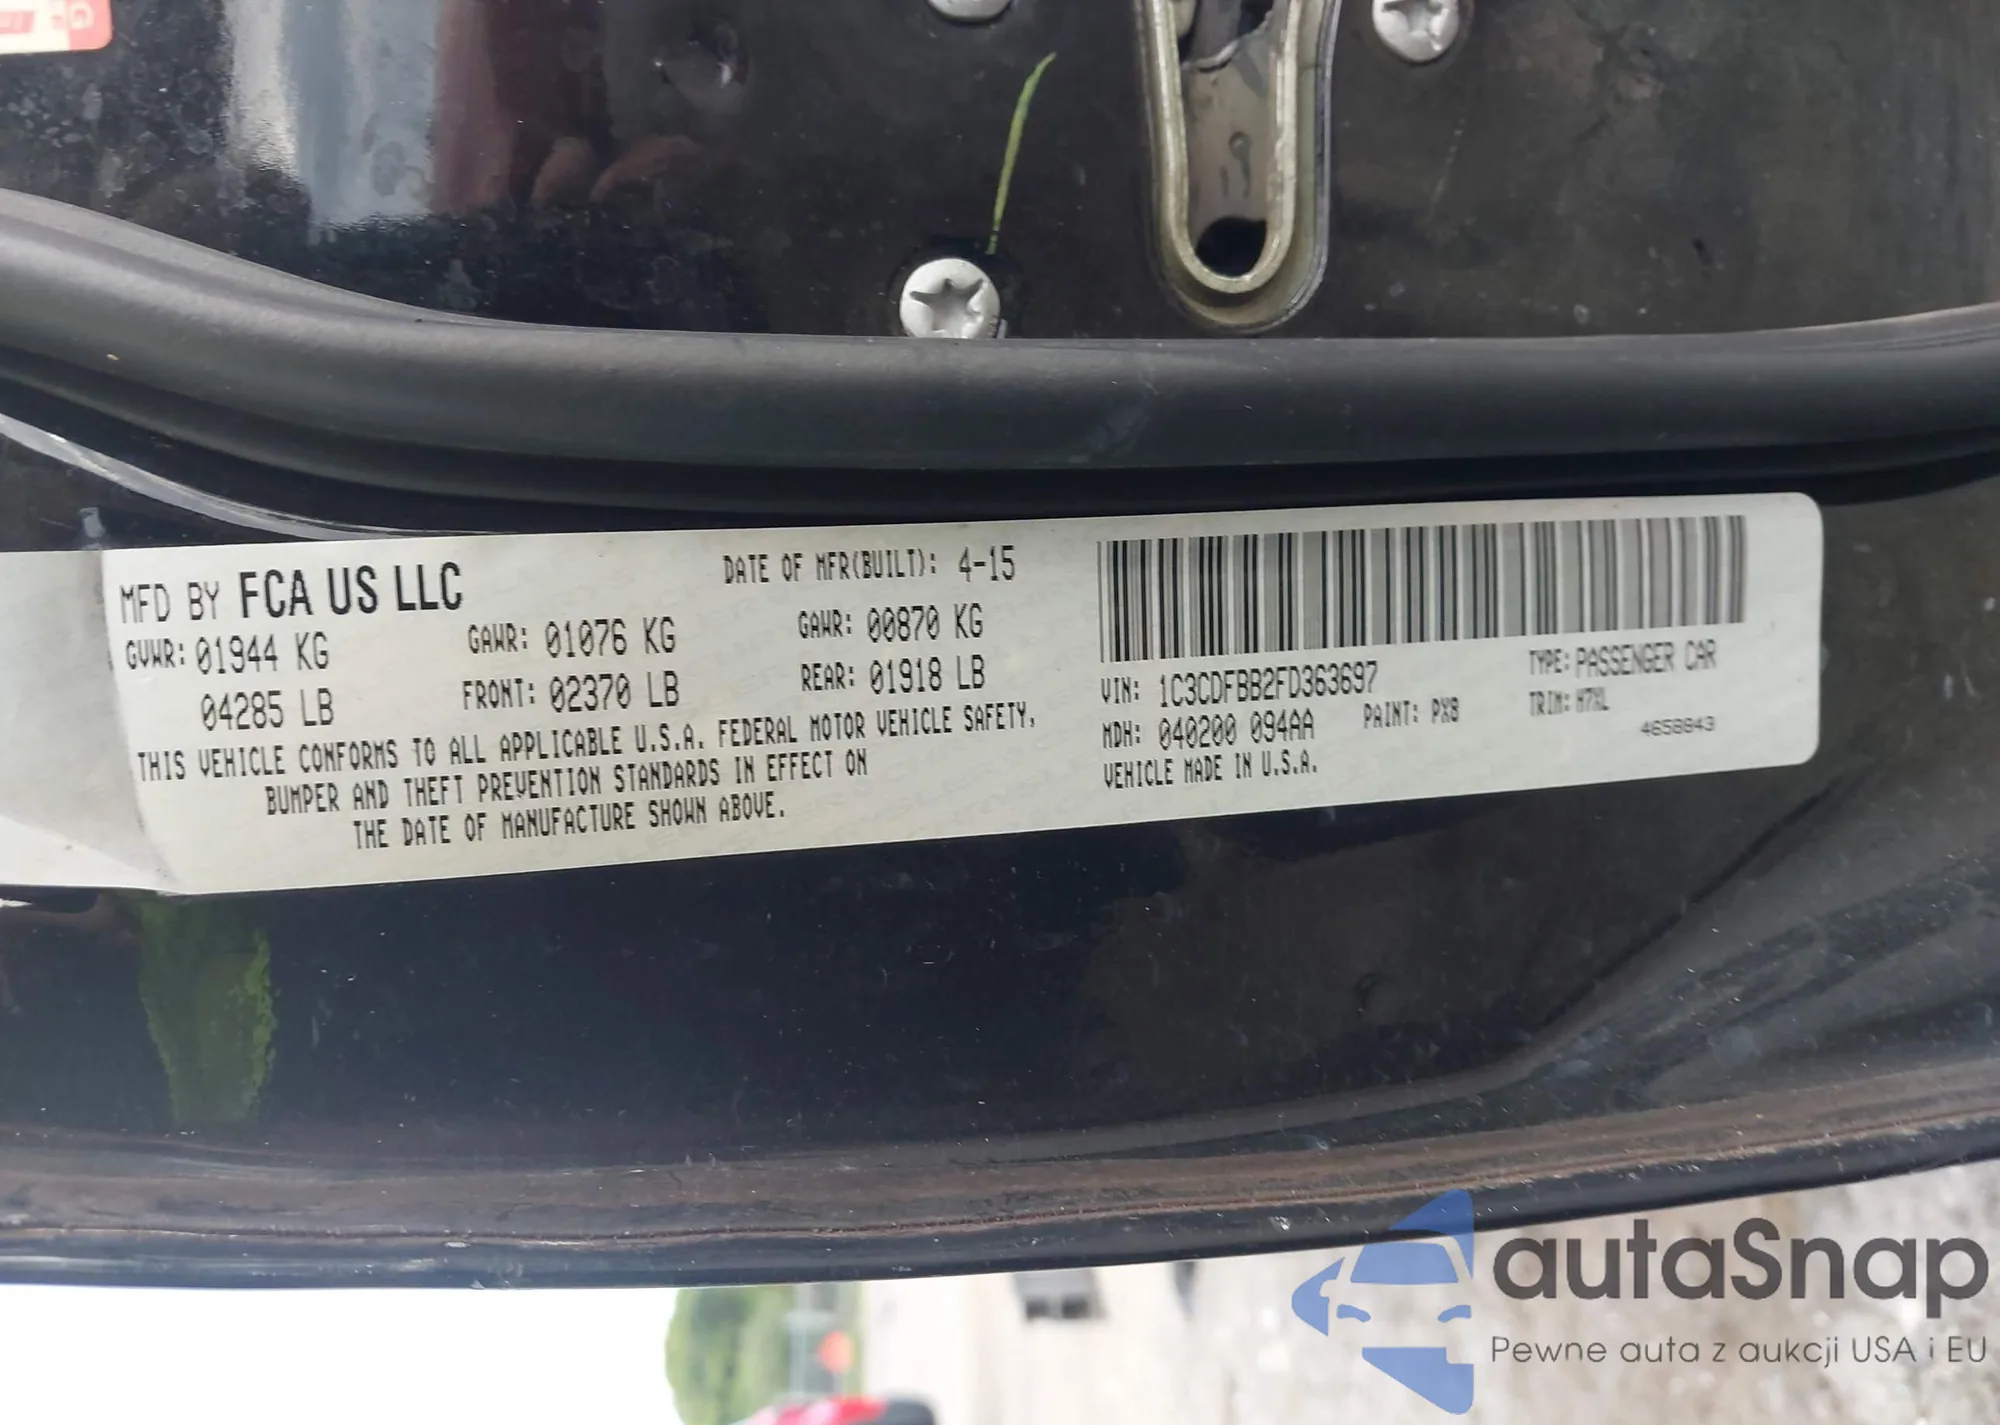 MFD BY FCA US LLC
DATE OF MFR(BUILT): 4-15
GVWR: 01944 KG
GAWR: 01076 KG
GAWR: 00870 KG
04285 LB
FRONT: 02370 LB
REAR: 01918 LB
THIS VEHICLE CONFORMS TO ALL APPLICABLE U.S.A. FEDERAL MOTOR VEHICLE SAFETY,
BUMPER AND THEFT PREVENTION STANDARDS IN EFFECT ON
THE DATE OF MANUFACTURE SHOWN ABOVE.
VIN: 1C3CDFBB2FD363697
TYPE: PASSENGER CAR
MDH: 040200 094AA
PAINT: PX8
TRIM: H7XL
VEHICLE MADE IN U.S.A.
4658843
autaSnap
Pewne auta z aukcji USA i EU